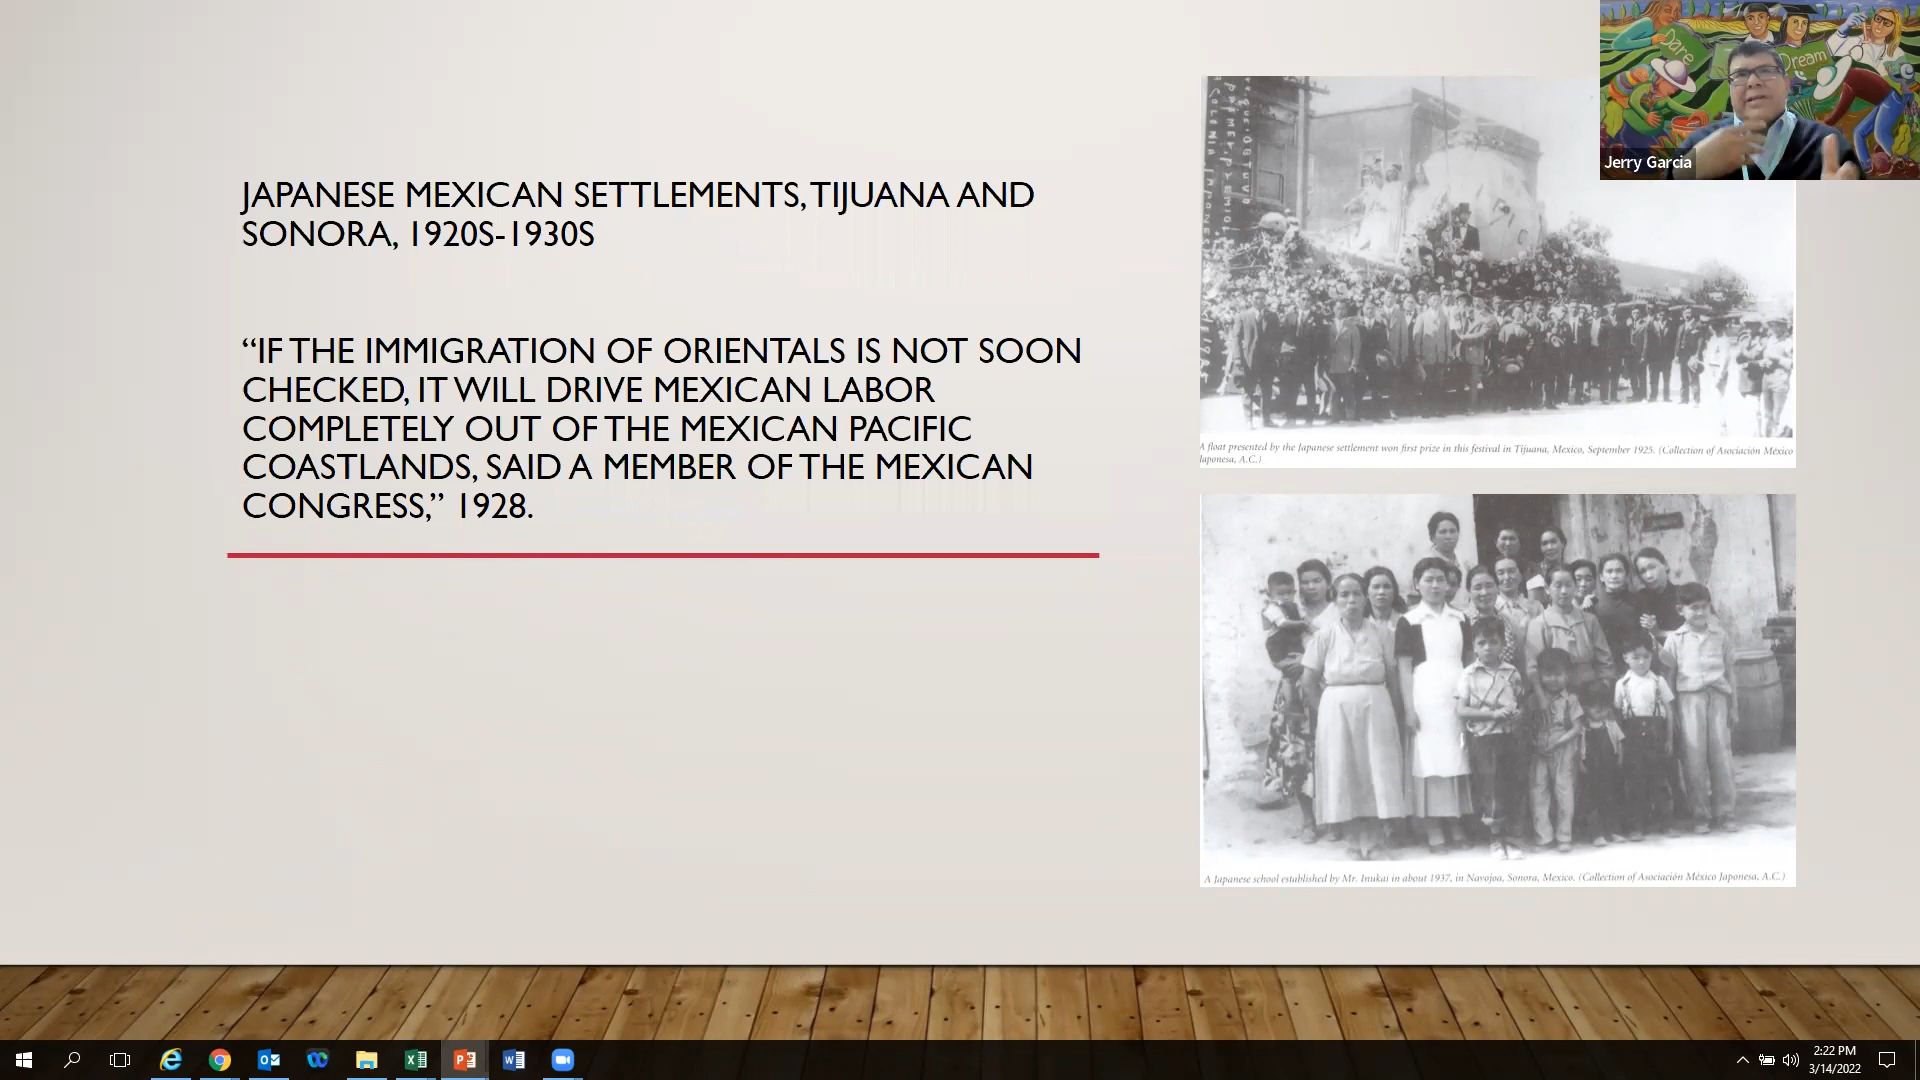 JAPANESE MEXICAN SETTLEMENTS, TIJUANA AND
SONORA, 1920S-1930S
“IF THE IMMIGRATION OF ORIENTALS IS NOT SOON
CHECKED, IT WILL DRIVE MEXICAN LABOR
COMPLETELY OUT OF THE MEXICAN PACIFIC
COASTLANDS, SAID A MEMBER OF THE MEXICAN
CONGRESS,” 1928.
A float presented by the Japanese settlement won first prize in this festival in Tijuana, Mexico, September 1925. (Collection of Asociación México
Japonesa, A.C.)
A Japanese school established by Mr. Inukai in about 1937, in Navojoa, Sonora, Mexico. (Collection of Asociación México Japonesa, A.C.)
Dare
Dream
Jerry Garcia
2:22 PM
3/14/2022